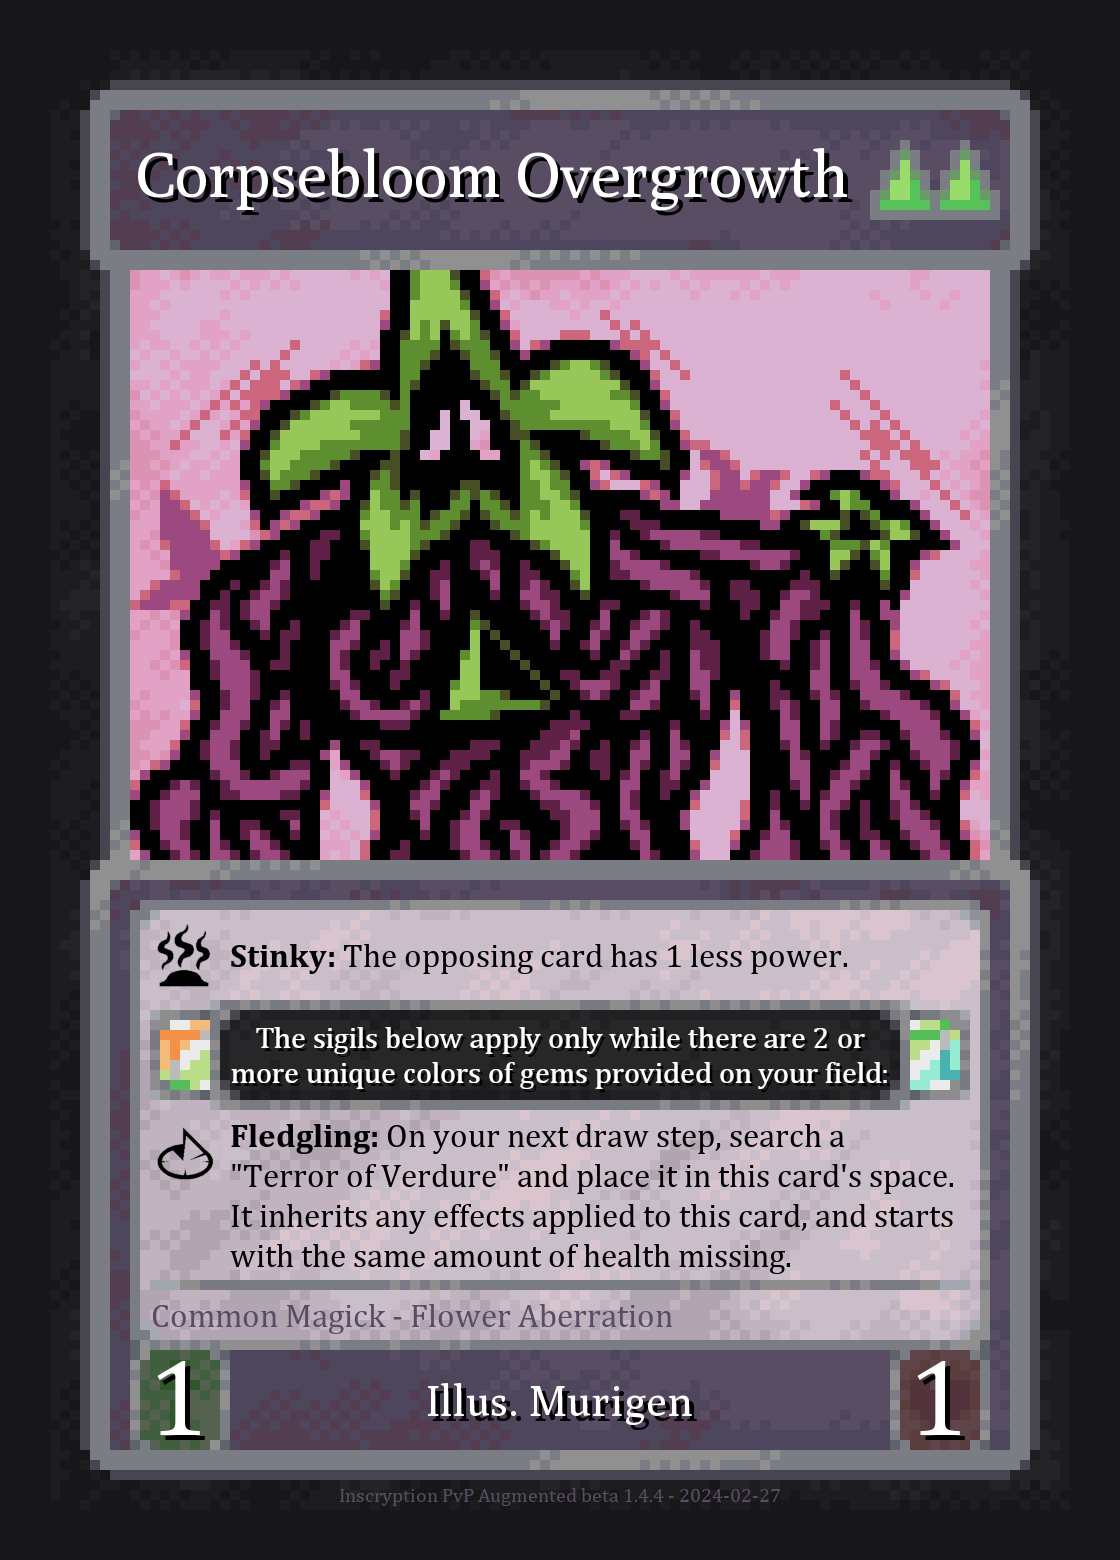 Corpsebloom Overgrowth
Stinky: The opposing card has 1 less power.
The sigils below apply only while there are 2 or
more unique colors of gems provided on your field:
Fledgling: On your next draw step, search a
"Terror of Verdure" and place it in this card's space.
It inherits any effects applied to this card, and starts
with the same amount of health missing.
Common Magick - Flower Aberration
1 Illus. Murigen 1
Inscryption PvP Augmented beta 1.4.4 - 2024-02-27